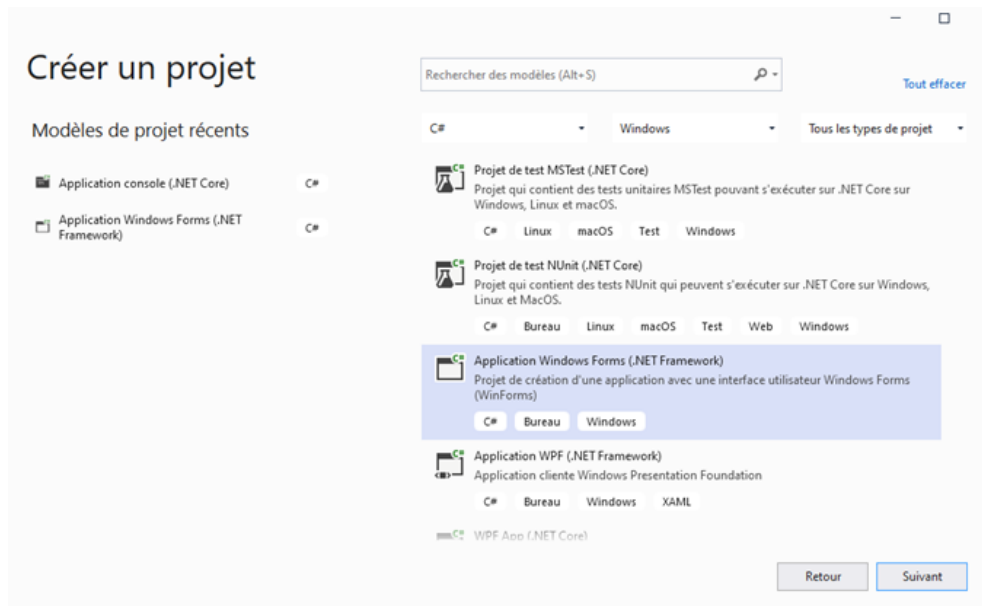 Créer un projet
Modèles de projet récents
Application console (.NET Core)
C#
Application Windows Forms (.NET
Framework)
C#
Rechercher des modèles (Alt+S)
Tout effacer
C#
Windows
Tous les types de projet
Projet de test MSTest (.NET Core)
Projet qui contient des tests unitaires MSTest pouvant s'exécuter sur .NET Core sur
Windows, Linux et macOS.
C# Linux macOS Test Windows
Projet de test NUnit (.NET Core)
Projet qui contient des tests NUnit qui peuvent s'exécuter sur .NET Core sur Windows,
Linux et MacOS.
C# Bureau Linux macOS Test Web Windows
Application Windows Forms (.NET Framework)
Projet de création d'une application avec une interface utilisateur Windows Forms
(WinForms)
C# Bureau Windows
Application WPF (.NET Framework)
Application cliente Windows Presentation Foundation
C# Bureau Windows XAML
WPF App (.NET Core)
Retour
Suivant